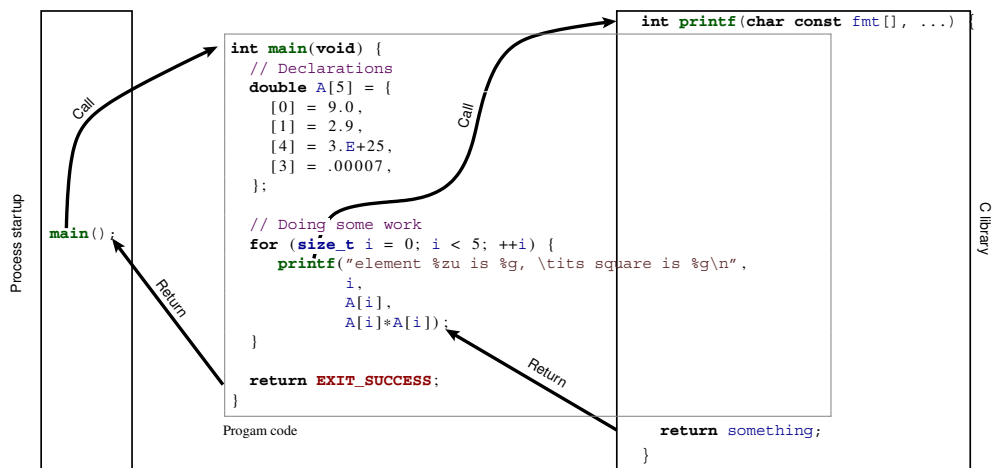 Process startup
main();
Call
Return
int main(void) {
// Declarations
double A[5] = {
[0] = 9.0,
[1] = 2.9,
[4] = 3.E+25,
[3] = .00007,
};
// Doing some work
for (size_t i = 0; i < 5; ++i) {
printf("element %zu is %g, \tits square is %g\n",
i,
A[i],
A[i]*A[i]);
}
return EXIT_SUCCESS;
}
Progam code
Call
Return
int printf(char const fmt[], ...) {
return something;
}
C library